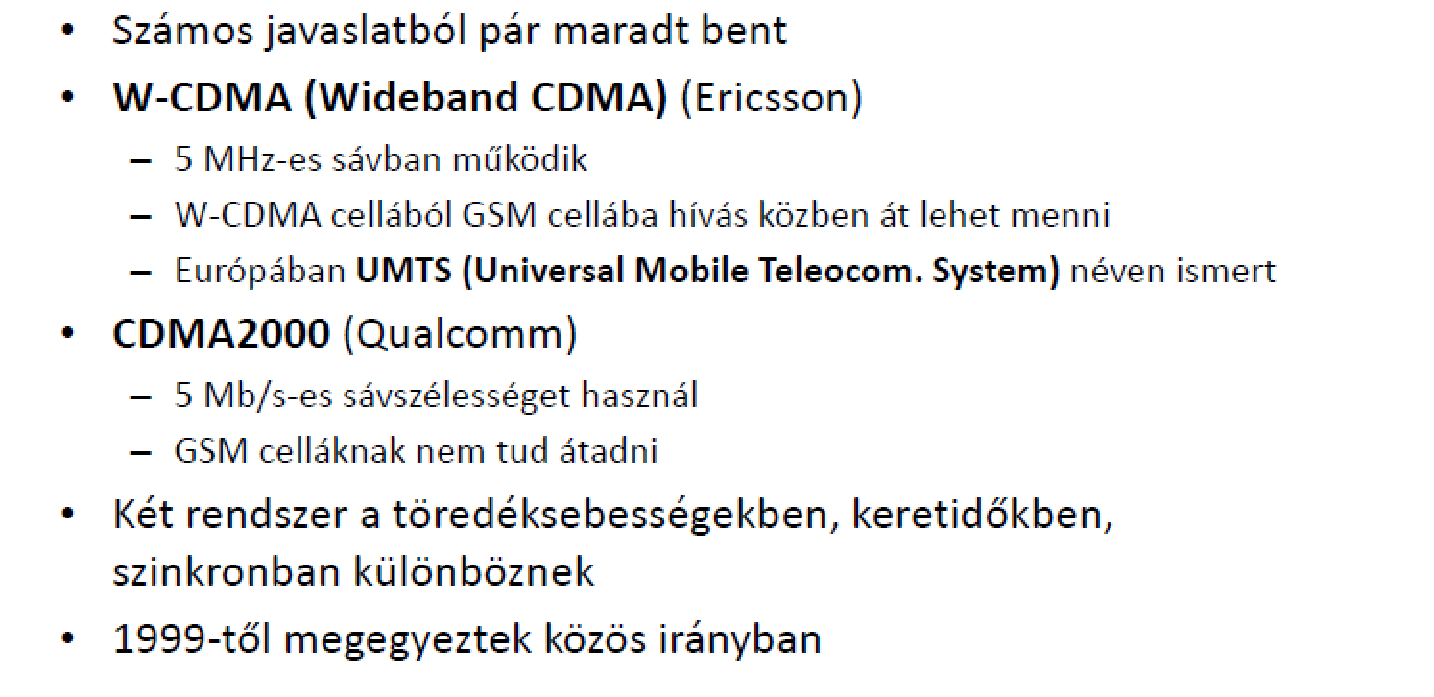 • Számos javaslatból pár maradt bent
• W-CDMA (Wideband CDMA) (Ericsson)
– 5 MHz-es sávban működik
– W-CDMA cellából GSM cellába hívás közben át lehet menni
– Európában UMTS (Universal Mobile Teleocom. System) néven ismert
• CDMA2000 (Qualcomm)
– 5 Mb/s-es sávszélességet használ
– GSM celláknak nem tud átadni
• Két rendszer a töredéksebességekben, keretidőkben,
szinkronban különböznek
• 1999-től megegyeztek közös irányban